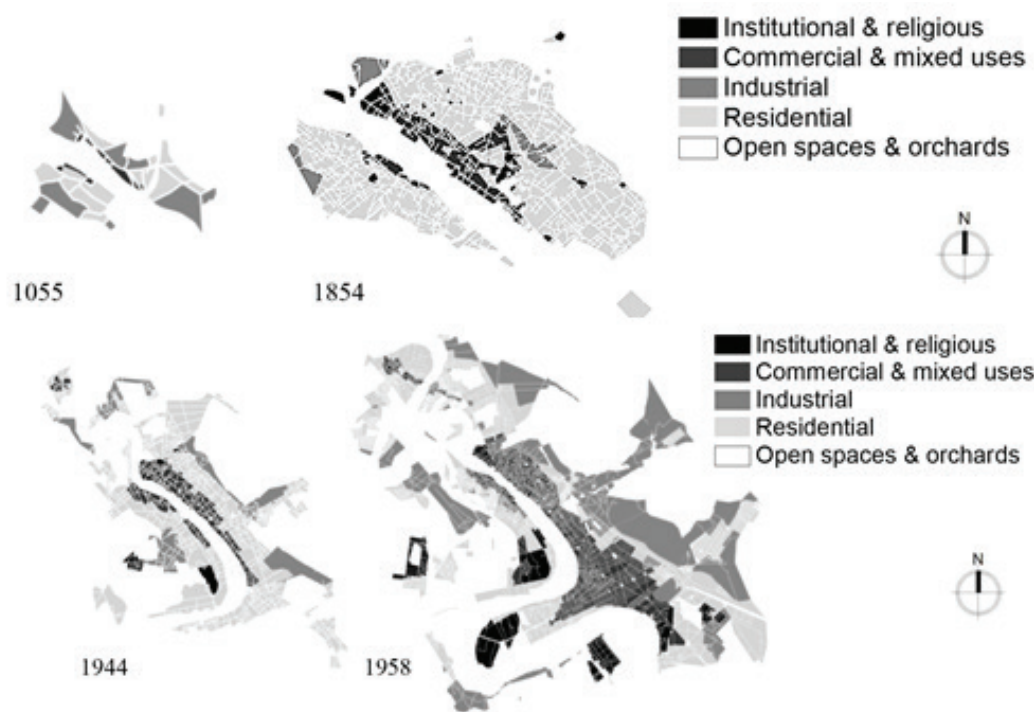 Institutional & religious
Commercial & mixed uses
Industrial
Residential
Open spaces & orchards
N
1055
1854
Institutional & religious
Commercial & mixed uses
Industrial
Residential
Open spaces & orchards
N
1944
1958